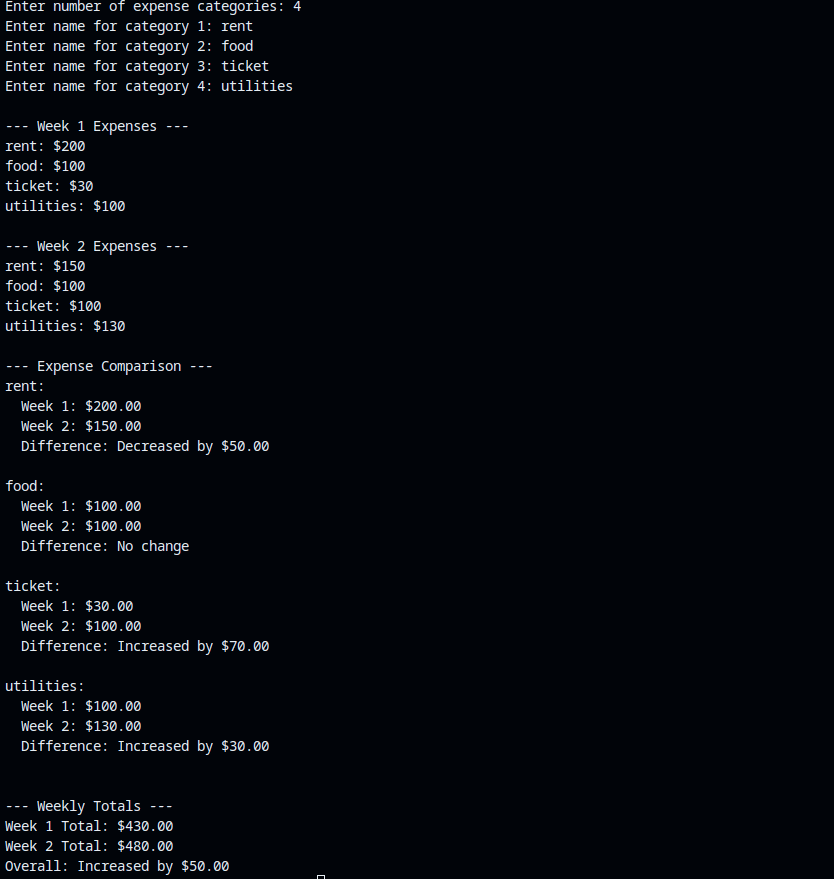 Enter number of expense categories: 4
Enter name for category 1: rent
Enter name for category 2: food
Enter name for category 3: ticket
Enter name for category 4: utilities

--- Week 1 Expenses ---
rent: $200
food: $100
ticket: $30
utilities: $100

--- Week 2 Expenses ---
rent: $150
food: $100
ticket: $100
utilities: $130

--- Expense Comparison ---
rent:
  Week 1: $200.00
  Week 2: $150.00
  Difference: Decreased by $50.00

food:
  Week 1: $100.00
  Week 2: $100.00
  Difference: No change

ticket:
  Week 1: $30.00
  Week 2: $100.00
  Difference: Increased by $70.00

utilities:
  Week 1: $100.00
  Week 2: $130.00
  Difference: Increased by $30.00


--- Weekly Totals ---
Week 1 Total: $430.00
Week 2 Total: $480.00
Overall: Increased by $50.00